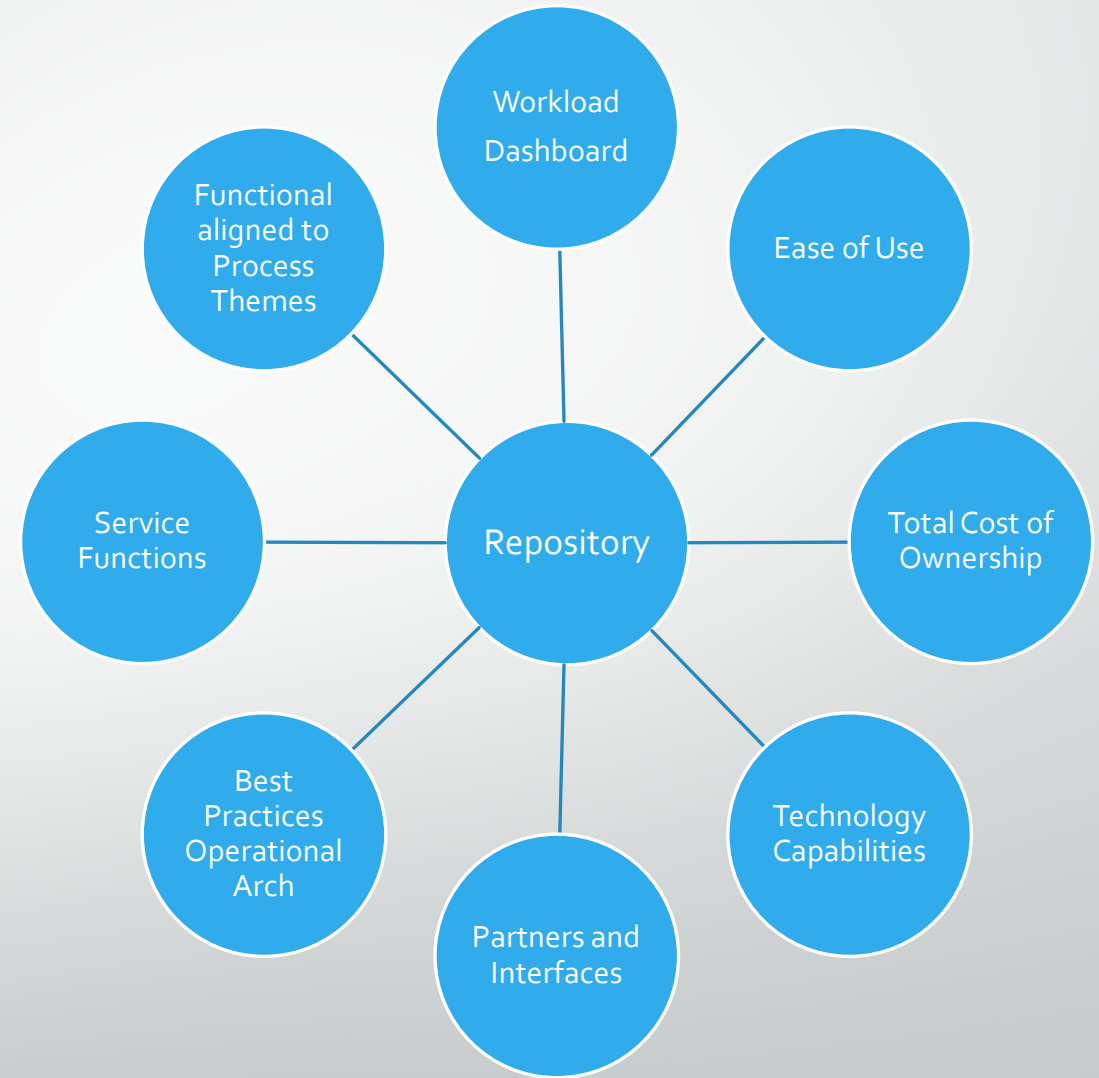 Workload
Dashboard
Functional
aligned to
Process
Themes
Ease of Use
Service
Functions
Repository
Total Cost of
Ownership
Best
Practices
Operational
Arch
Technology
Capabilities
Partners and
Interfaces